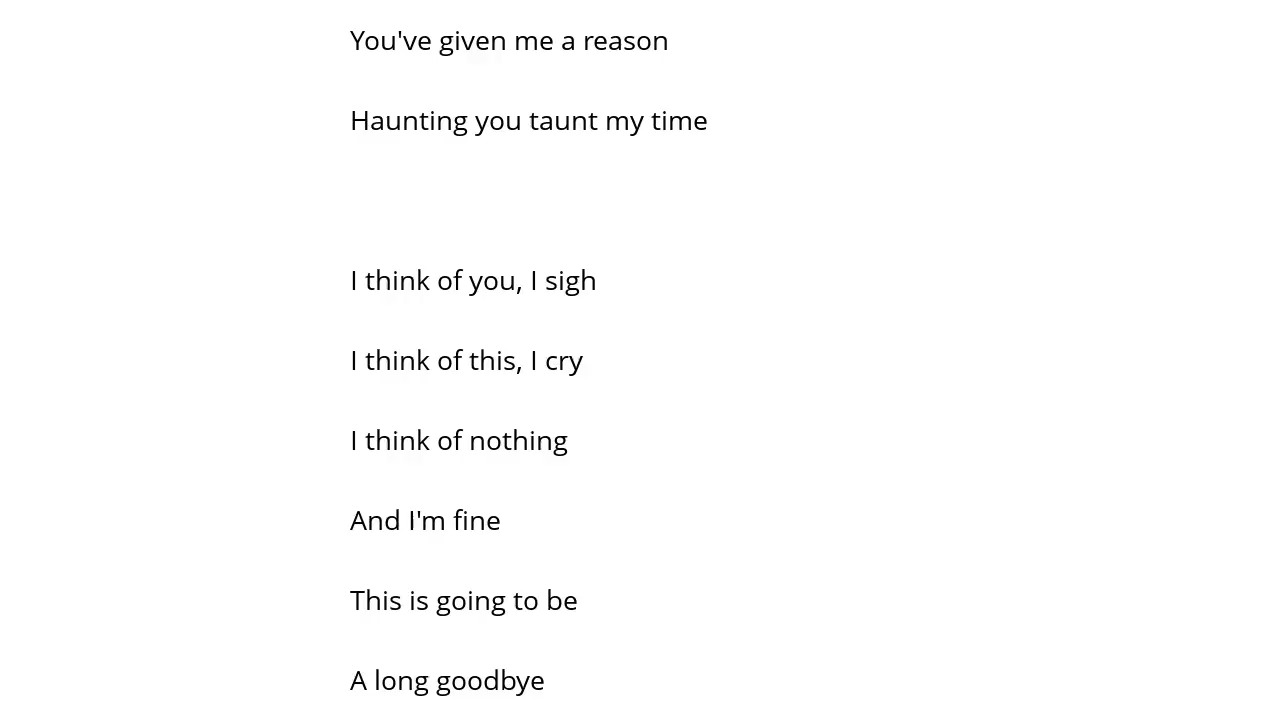 You've given me a reason
Haunting you taunt my time
I think of you, I sigh
I think of this, I cry
I think of nothing
And I'm fine
This is going to be
A long goodbye